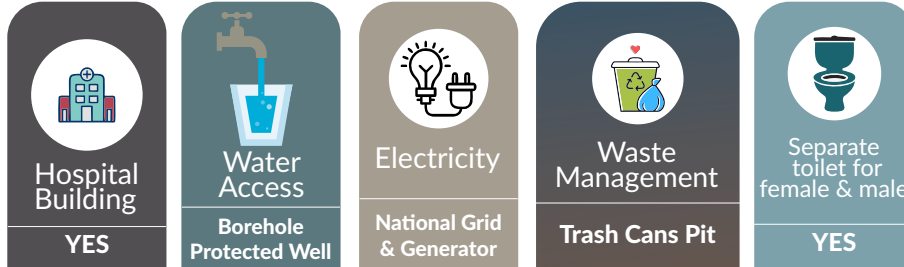 Hospital
Building
YES
Water
Access
Borehole
Protected Well
Electricity
National Grid
& Generator
Waste
Management
Trash Cans Pit
Separate
toilet for
female & male
YES